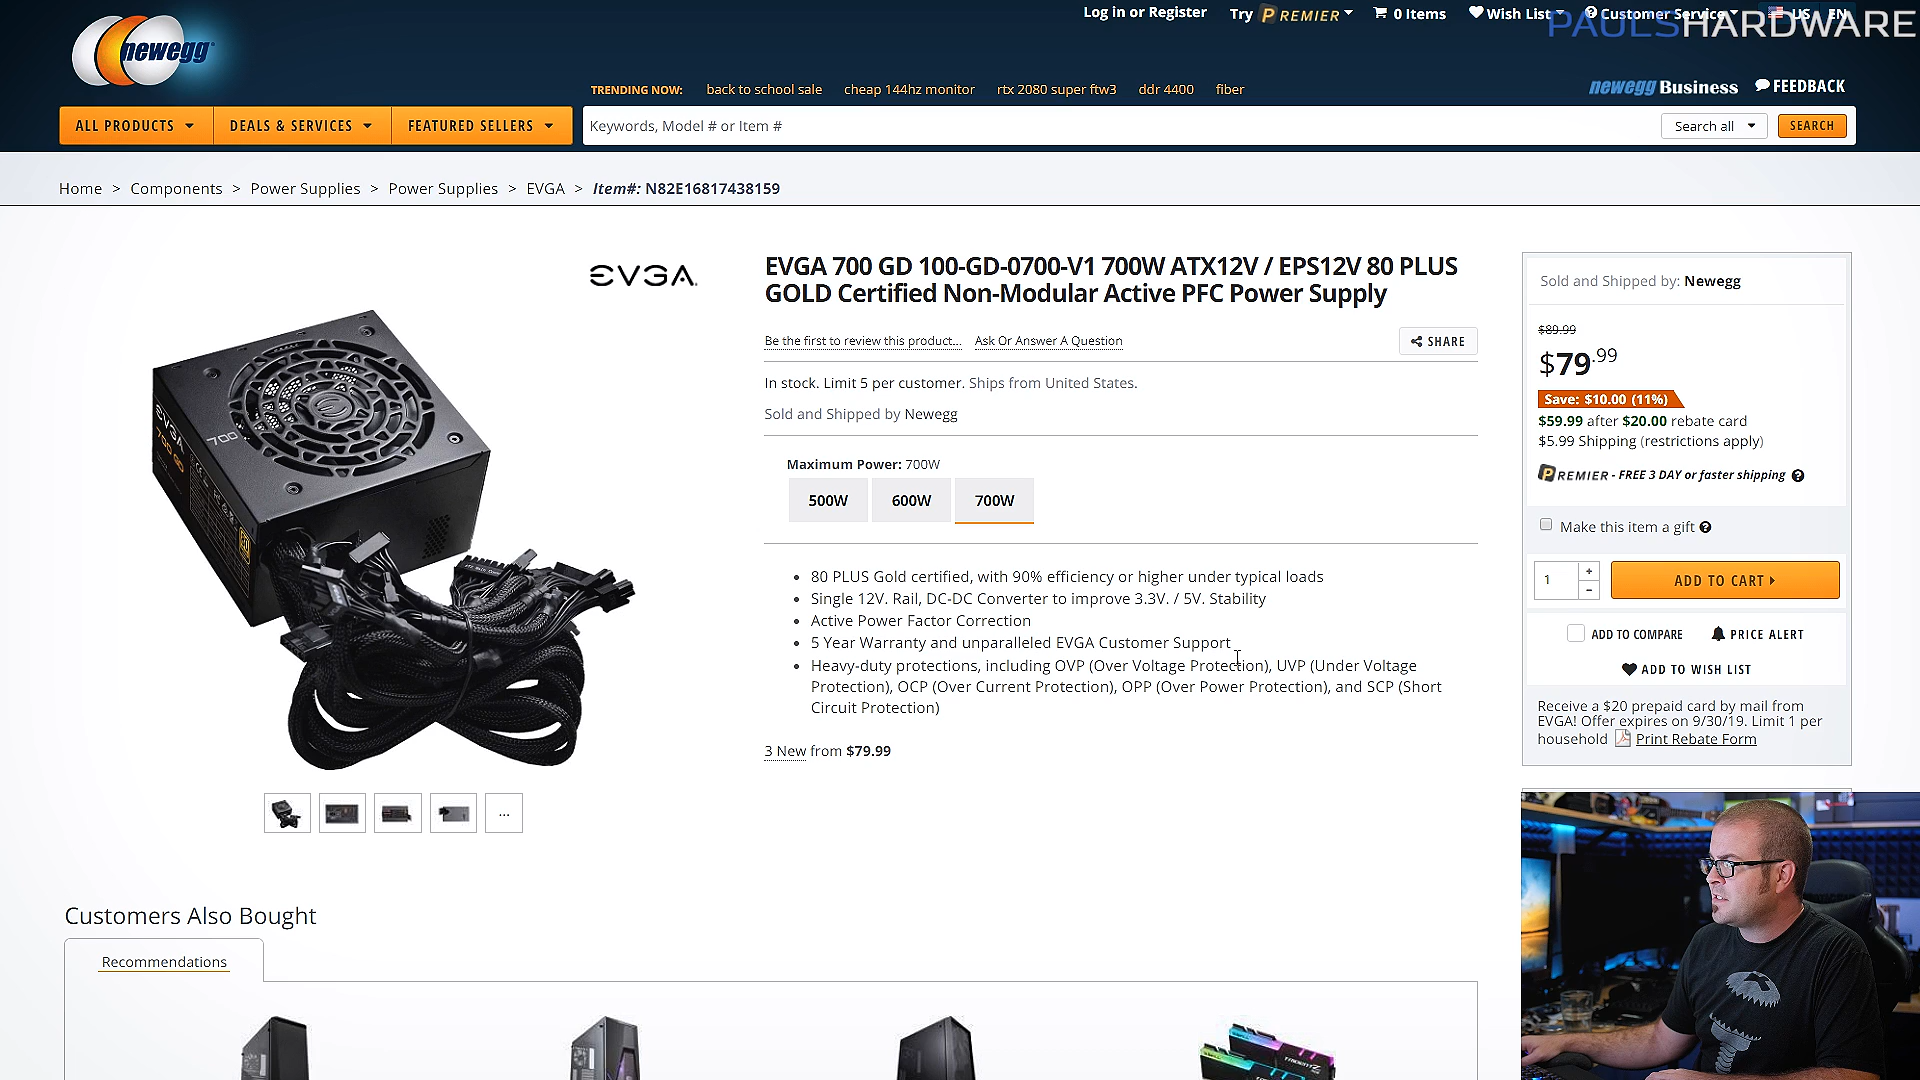 Log in or Register
Try PREMIER
0 Items
Wish List
Customer Service
US
EN
PAULSHARDWARE
newegg
TRENDING NOW: back to school sale cheap 144hz monitor rtx 2080 super ftw3 ddr 4400 fiber
newegg Business
FEEDBACK
ALL PRODUCTS
DEALS & SERVICES
FEATURED SELLERS
Keywords, Model # or Item #
Search all
SEARCH
Home > Components > Power Supplies > Power Supplies > EVGA > Item#: N82E16817438159
EVGA
EVGA 700 GD 100-GD-0700-V1 700W ATX12V / EPS12V 80 PLUS
GOLD Certified Non-Modular Active PFC Power Supply
Be the first to review this product...
Ask Or Answer A Question
SHARE
In stock. Limit 5 per customer. Ships from United States.
Sold and Shipped by Newegg
Maximum Power: 700W
500W
600W
700W
80 PLUS Gold certified, with 90% efficiency or higher under typical loads
Single 12V. Rail, DC-DC Converter to improve 3.3V. / 5V. Stability
Active Power Factor Correction
5 Year Warranty and unparalleled EVGA Customer Support
Heavy-duty protections, including OVP (Over Voltage Protection), UVP (Under Voltage
Protection), OCP (Over Current Protection), OPP (Over Power Protection), and SCP (Short
Circuit Protection)
3 New from $79.99
EVGA
700 GD
700
...
Sold and Shipped by: Newegg
$89.99
$79.99
Save: $10.00 (11%)
$59.99 after $20.00 rebate card
$5.99 Shipping (restrictions apply)
PREMIER - FREE 3 DAY or faster shipping
Make this item a gift
1
+
-
ADD TO CART
ADD TO COMPARE
PRICE ALERT
ADD TO WISH LIST
Receive a $20 prepaid card by mail from
EVGA! Offer expires on 9/30/19. Limit 1 per
household Print Rebate Form
Customers Also Bought
Recommendations